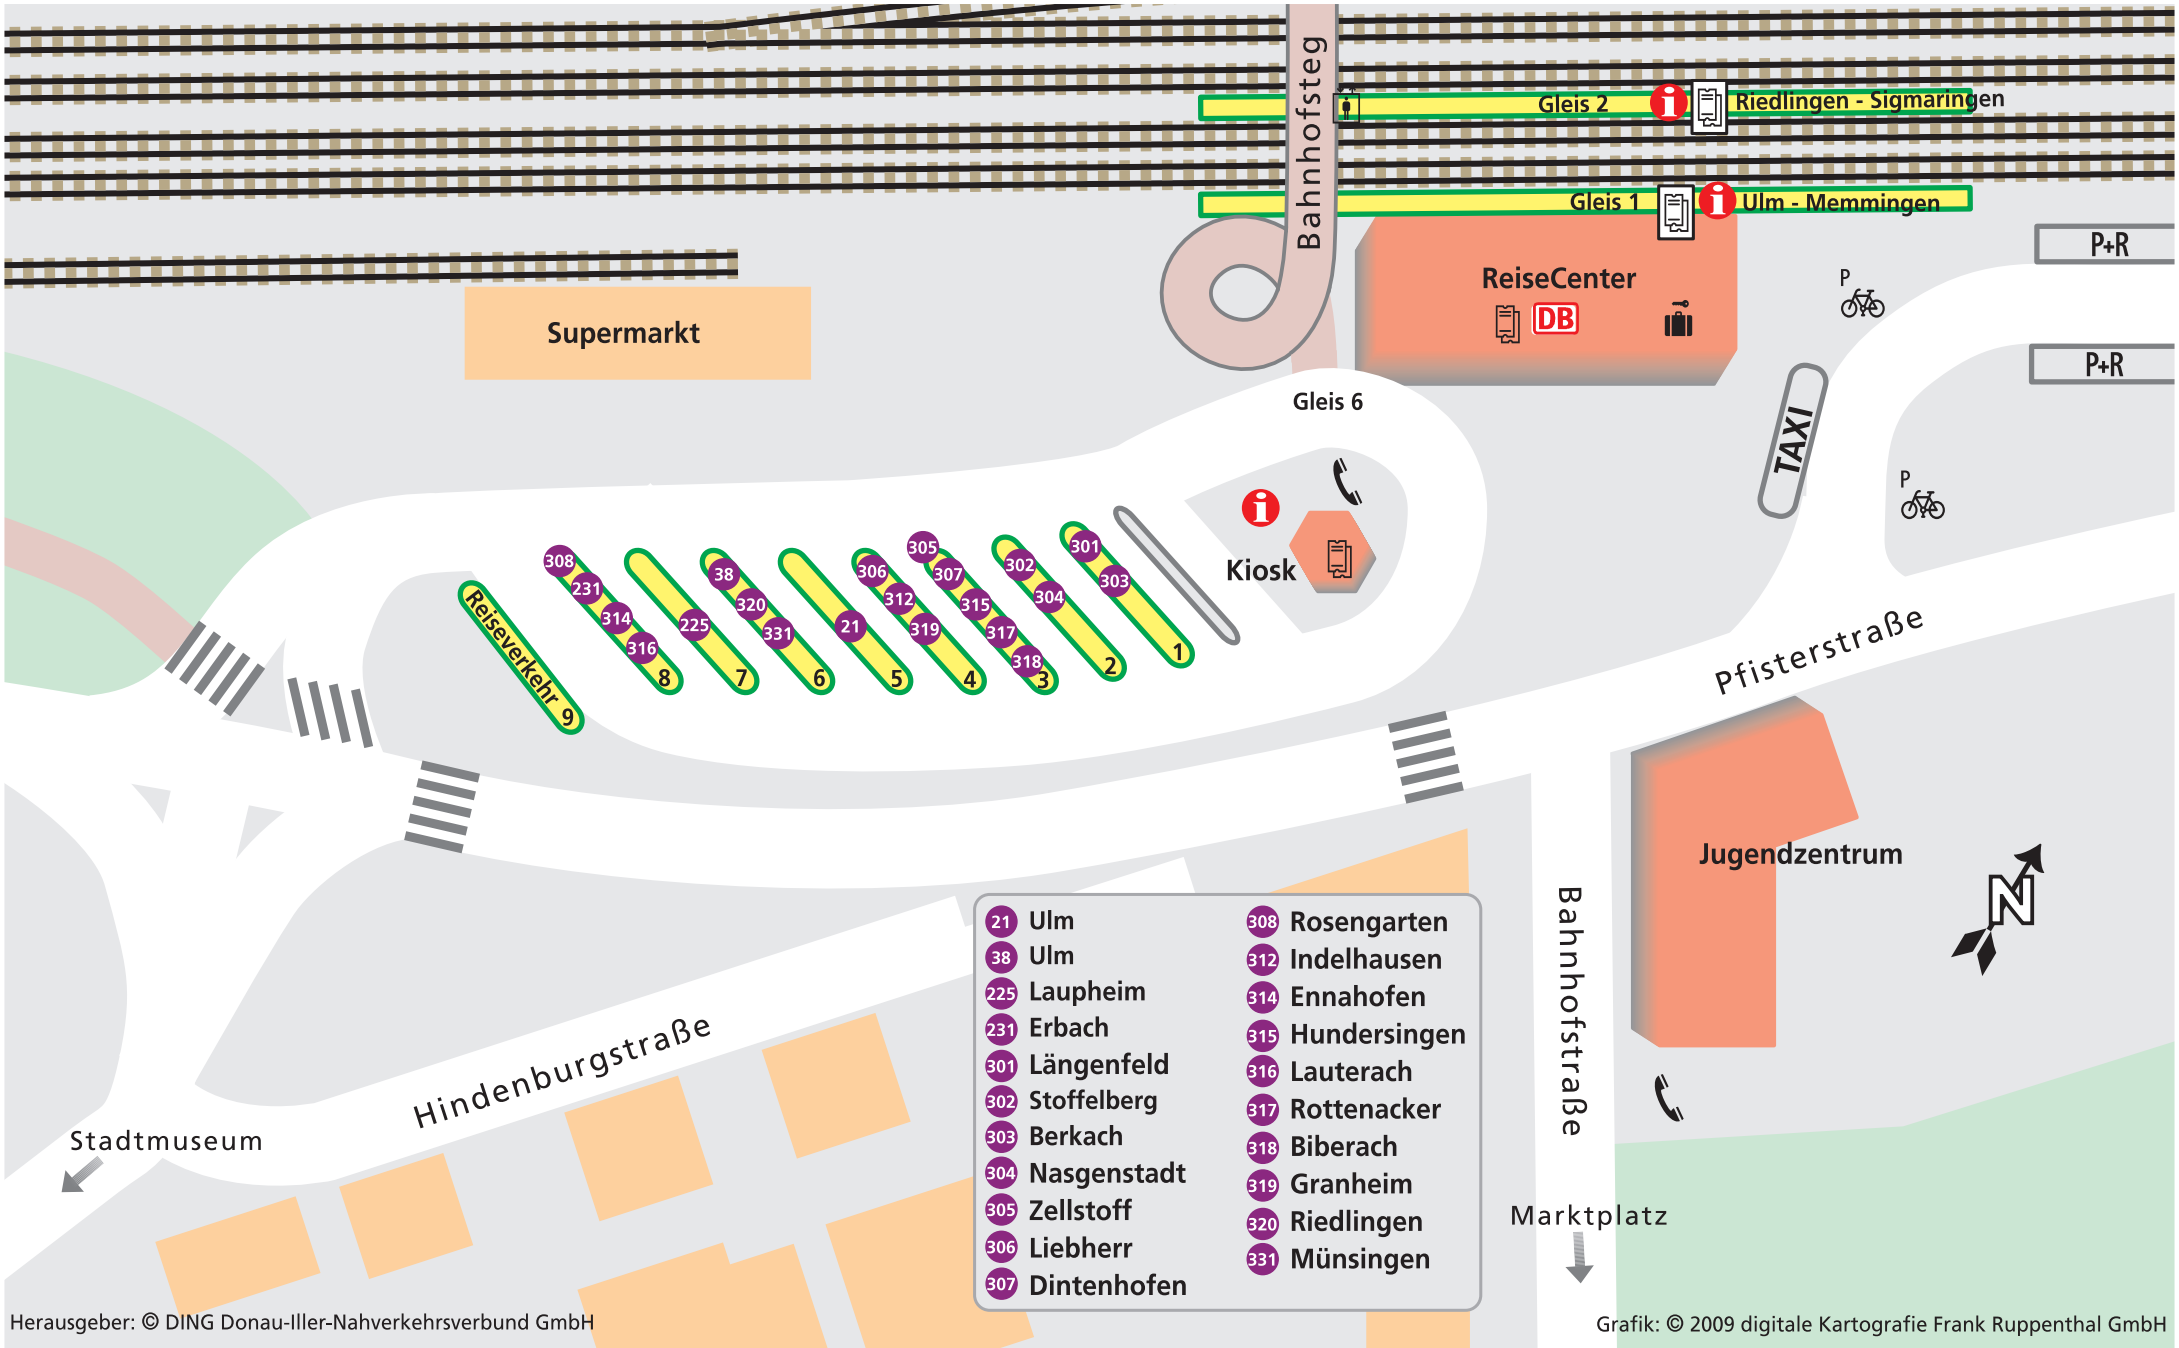 Bahnhofsteg
Gleis 2
i
Riedlingen - Sigmaringen
Gleis 1
i
Ulm - Memmingen
P+R
ReiseCenter
DB
P
Supermarkt
P+R
Gleis 6
TAXI
P
i
Kiosk
308
231
314
316
8
225
7
38
320
331
6
21
5
306
312
319
4
305
307
315
317
318
3
302
304
2
301
303
1
Reiseverkehr 9
Pfisterstraße
Jugendzentrum
N
Bahnhofstraße
Hindenburgstraße
Stadtmuseum
Marktplatz
21 Ulm
38 Ulm
225 Laupheim
231 Erbach
301 Längenfeld
302 Stoffelberg
303 Berkach
304 Nasgenstadt
305 Zellstoff
306 Liebherr
307 Dintenhofen
308 Rosengarten
312 Indelhausen
314 Ennahofen
315 Hundersingen
316 Lauterach
317 Rottenacker
318 Biberach
319 Granheim
320 Riedlingen
331 Münsingen
Herausgeber: © DING Donau-Iller-Nahverkehrsverbund GmbH
Grafik: © 2009 digitale Kartografie Frank Ruppenthal GmbH